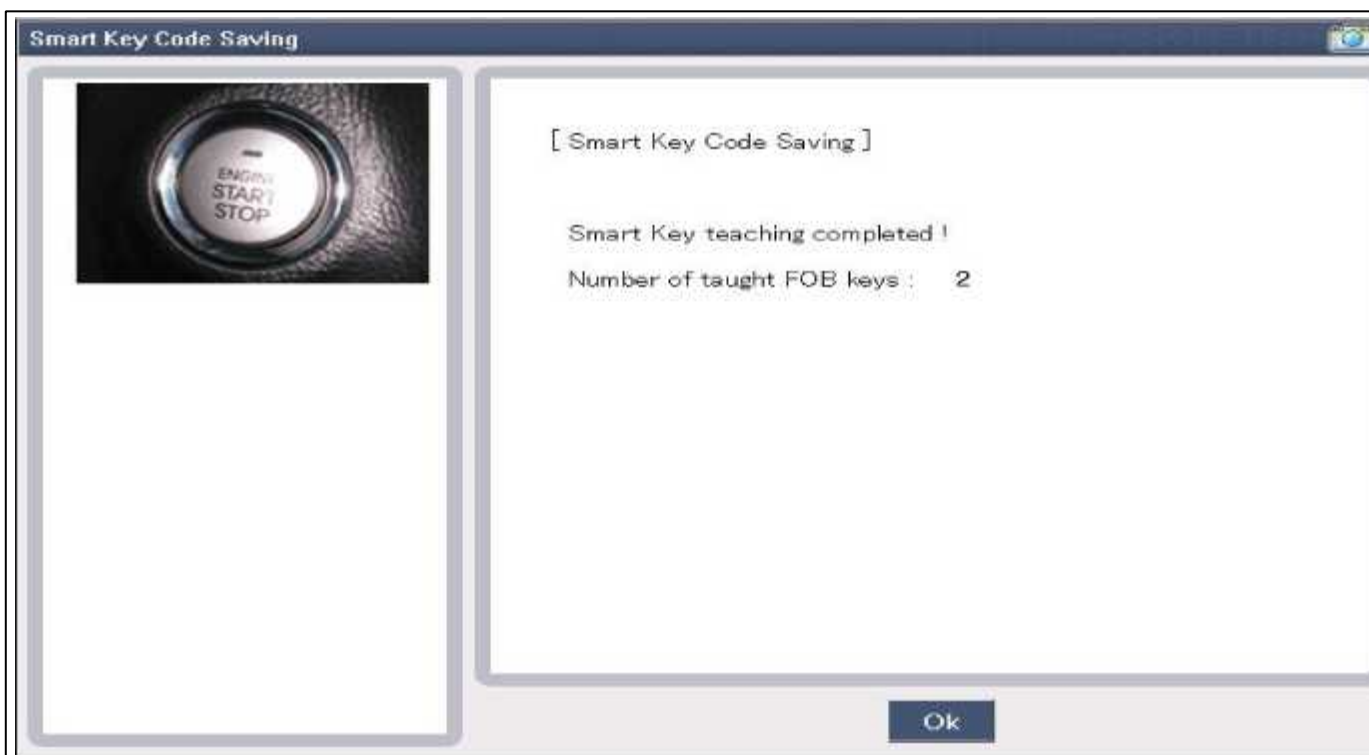 Smart Key Code Saving
ENGINE
START
STOP
[ Smart Key Code Saving ]
Smart Key teaching completed !
Number of taught FOB keys : 2
Ok